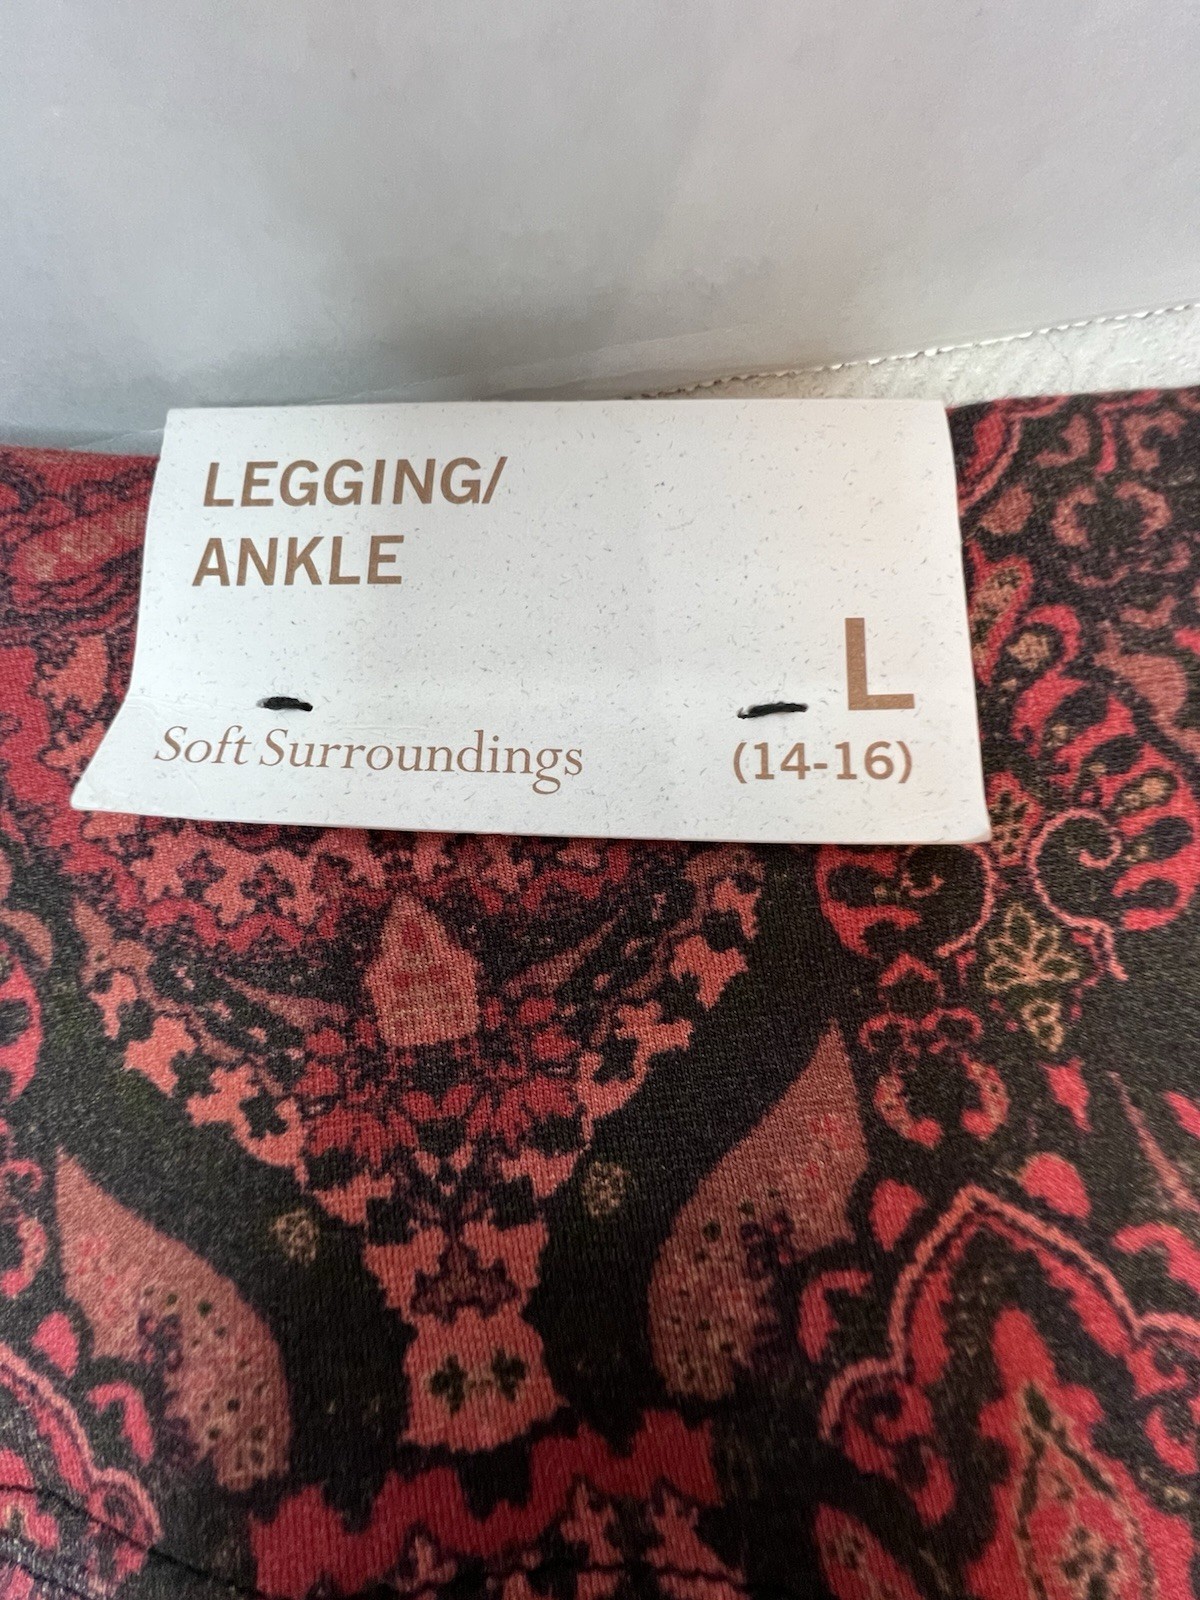 LEGGING/
ANKLE
L
Soft Surroundings
(14-16)